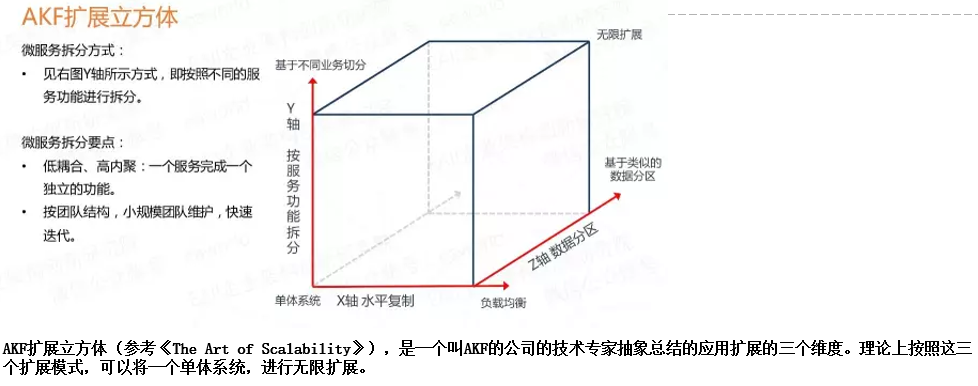 AKF扩展立方体
微服务拆分方式：
• 见右图Y轴所示方式，即按照不同的服
务功能进行拆分。
微服务拆分要点：
• 低耦合、高内聚：一个服务完成一个
独立的功能。
• 按团队结构，小规模团队维护，快速
迭代。
无限扩展
基于不同业务切分
Y轴 按服务功能拆分
基于类似的
数据分区
Z轴 数据分区
单体系统
X轴 水平复制
负载均衡
AKF扩展立方体（参考《The Art of Scalability》），是一个叫AKF的公司的技术专家抽象总结的应用扩展的三个维度。理论上按照这三
个扩展模式，可以将一个单体系统，进行无限扩展。